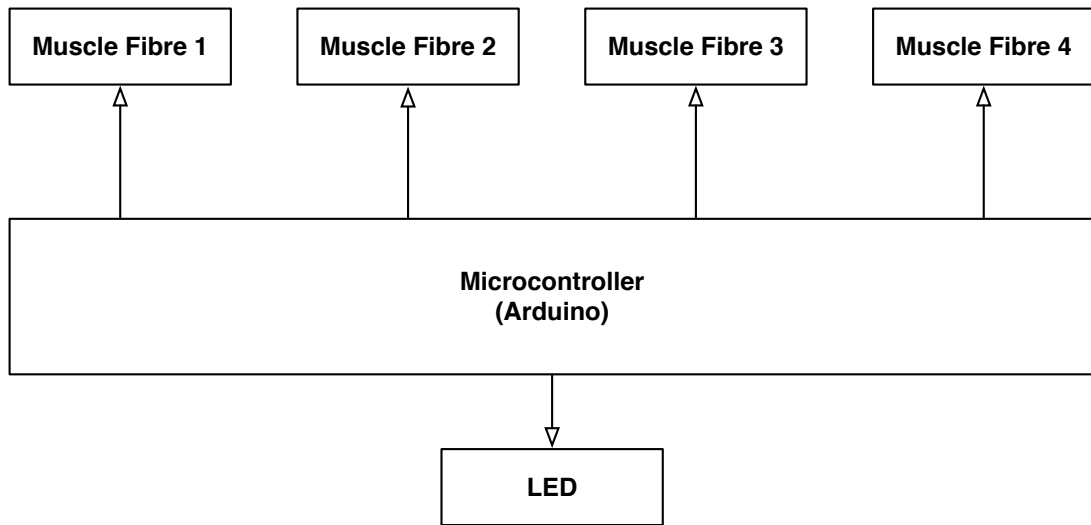 Muscle Fibre 1
Muscle Fibre 2
Muscle Fibre 3
Muscle Fibre 4
Microcontroller
(Arduino)
LED